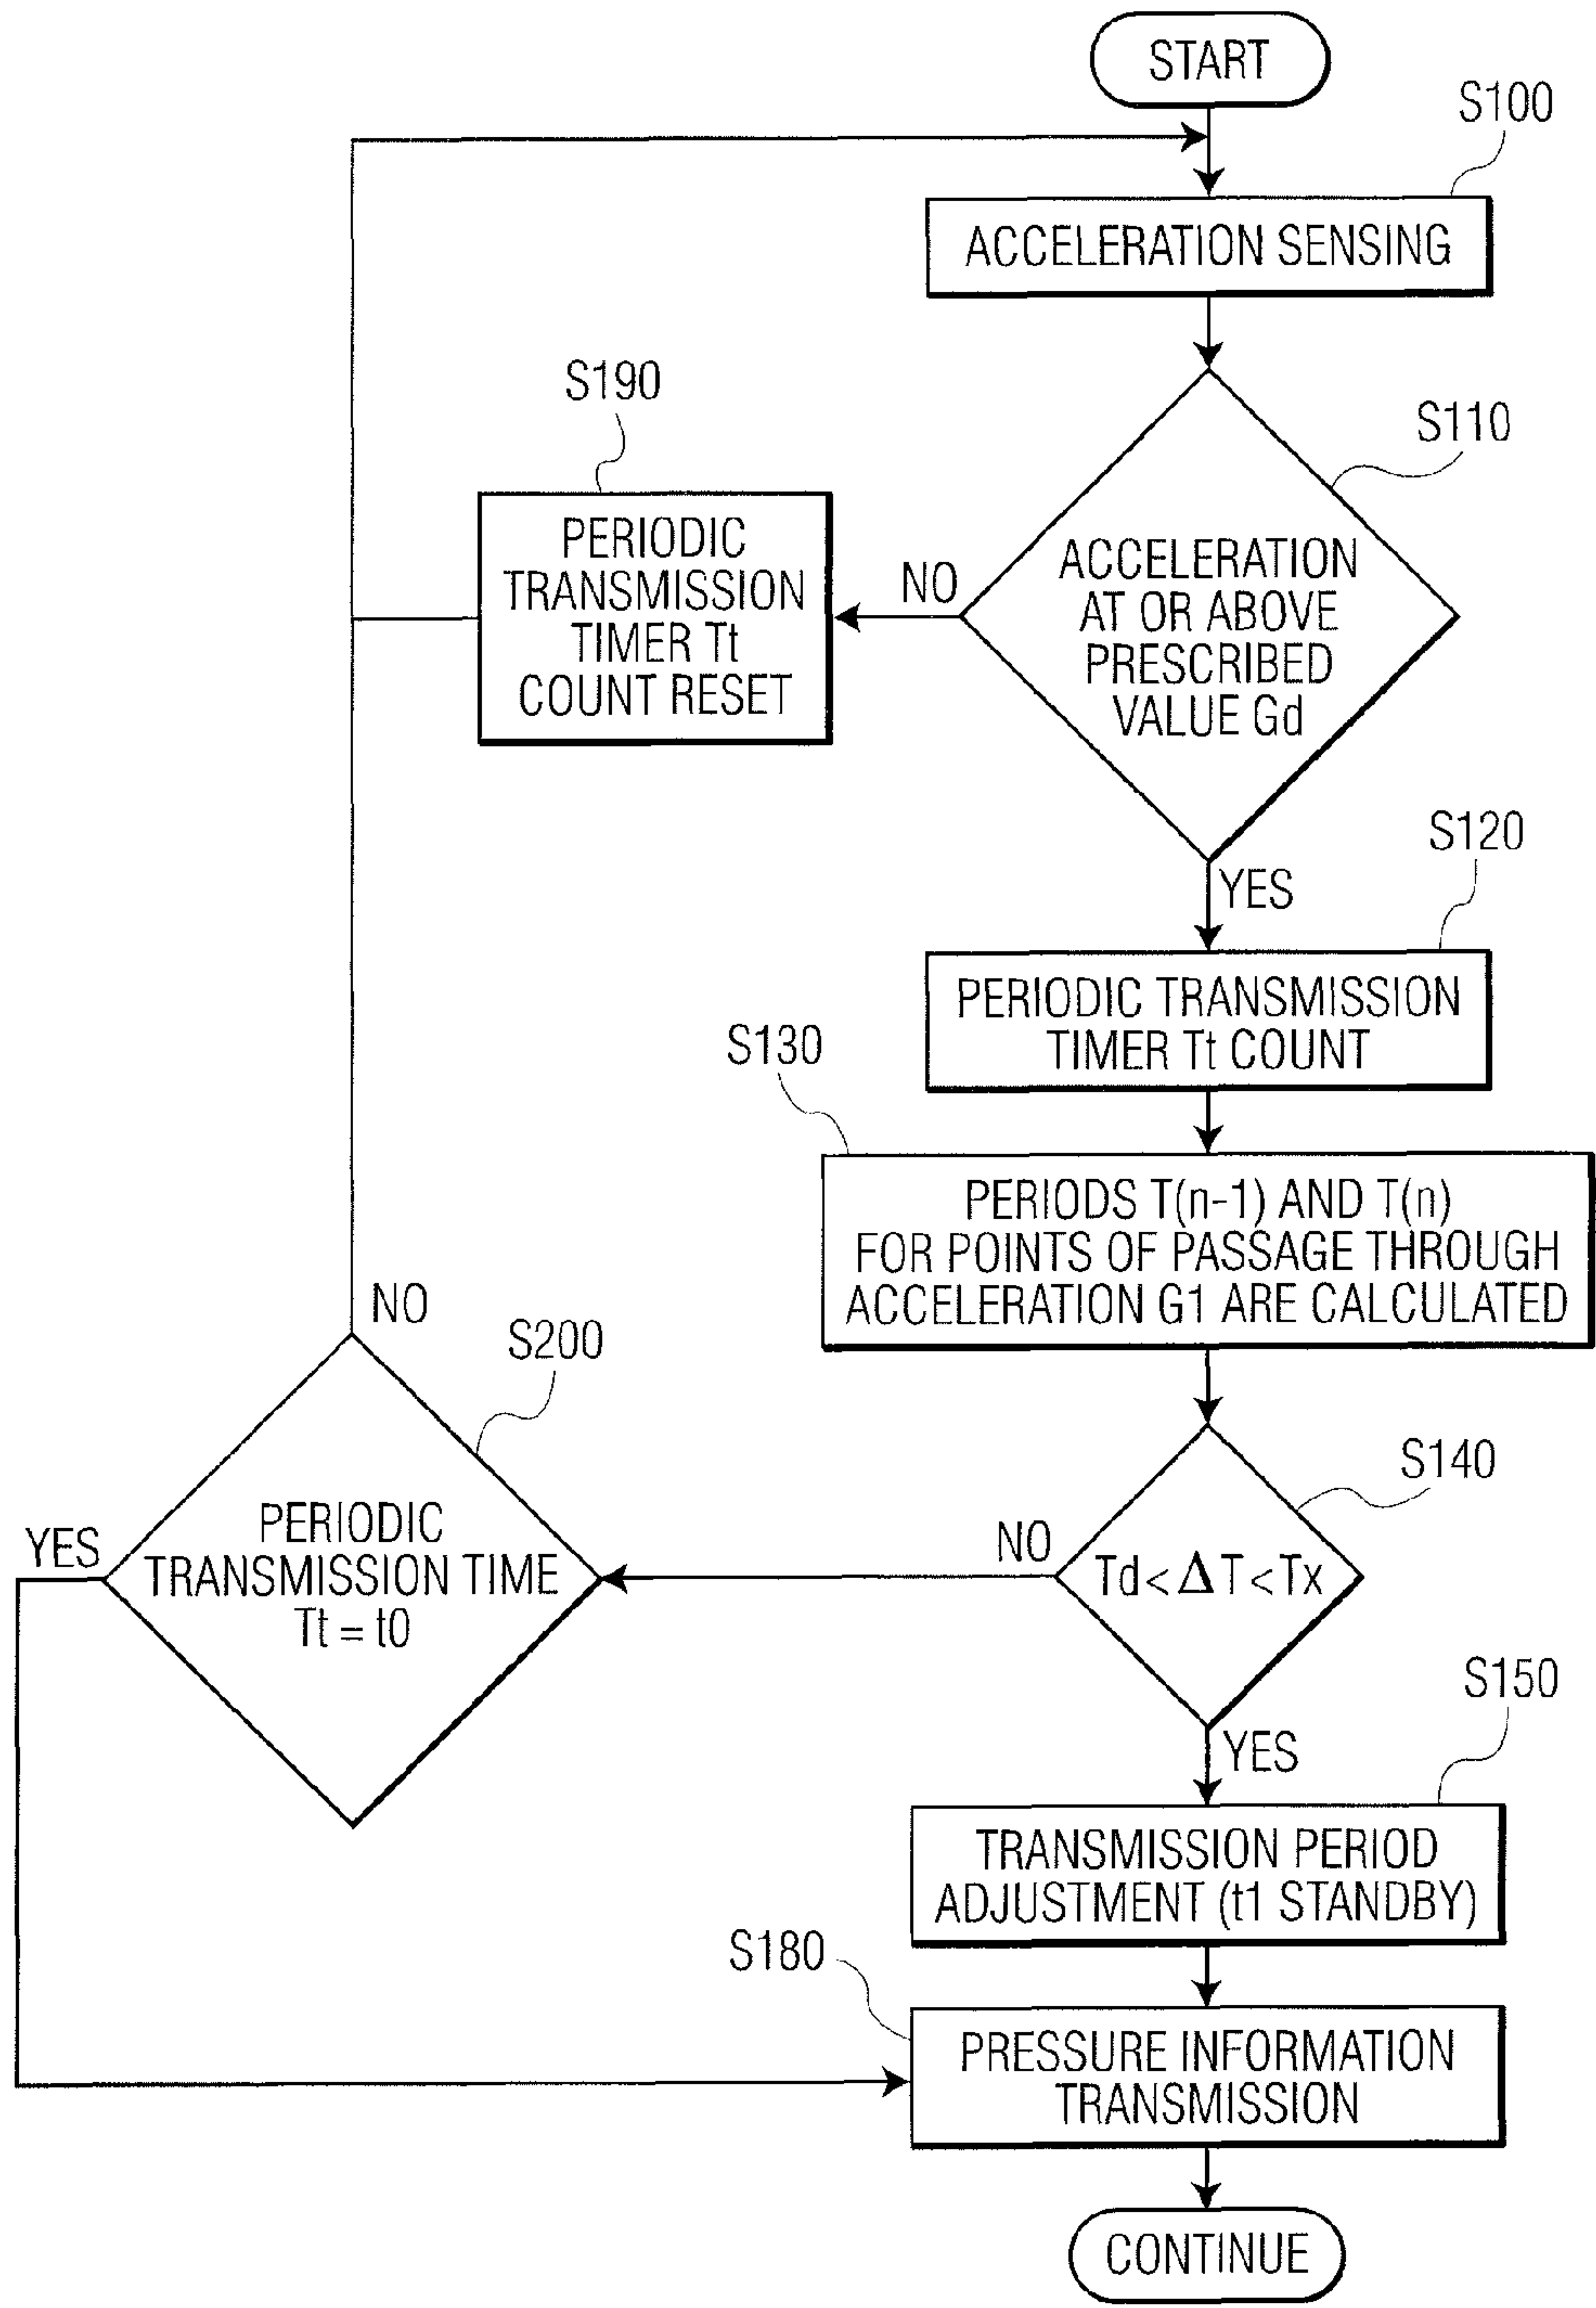 START
S100
ACCELERATION SENSING
S190
S110
PERIODIC
TRANSMISSION
TIMER Tt
COUNT RESET
NO
ACCELERATION
AT OR ABOVE
PRESCRIBED
VALUE Gd
YES
S120
PERIODIC TRANSMISSION
TIMER Tt COUNT
S130
PERIODS T(n-1) AND T(n)
FOR POINTS OF PASSAGE THROUGH
ACCELERATION G1 ARE CALCULATED
NO
S200
S140
YES
PERIODIC
TRANSMISSION TIME
Tt = t0
NO
Td < Δ T < Tx
YES
S150
TRANSMISSION PERIOD
ADJUSTMENT (t1 STANDBY)
S180
PRESSURE INFORMATION
TRANSMISSION
CONTINUE